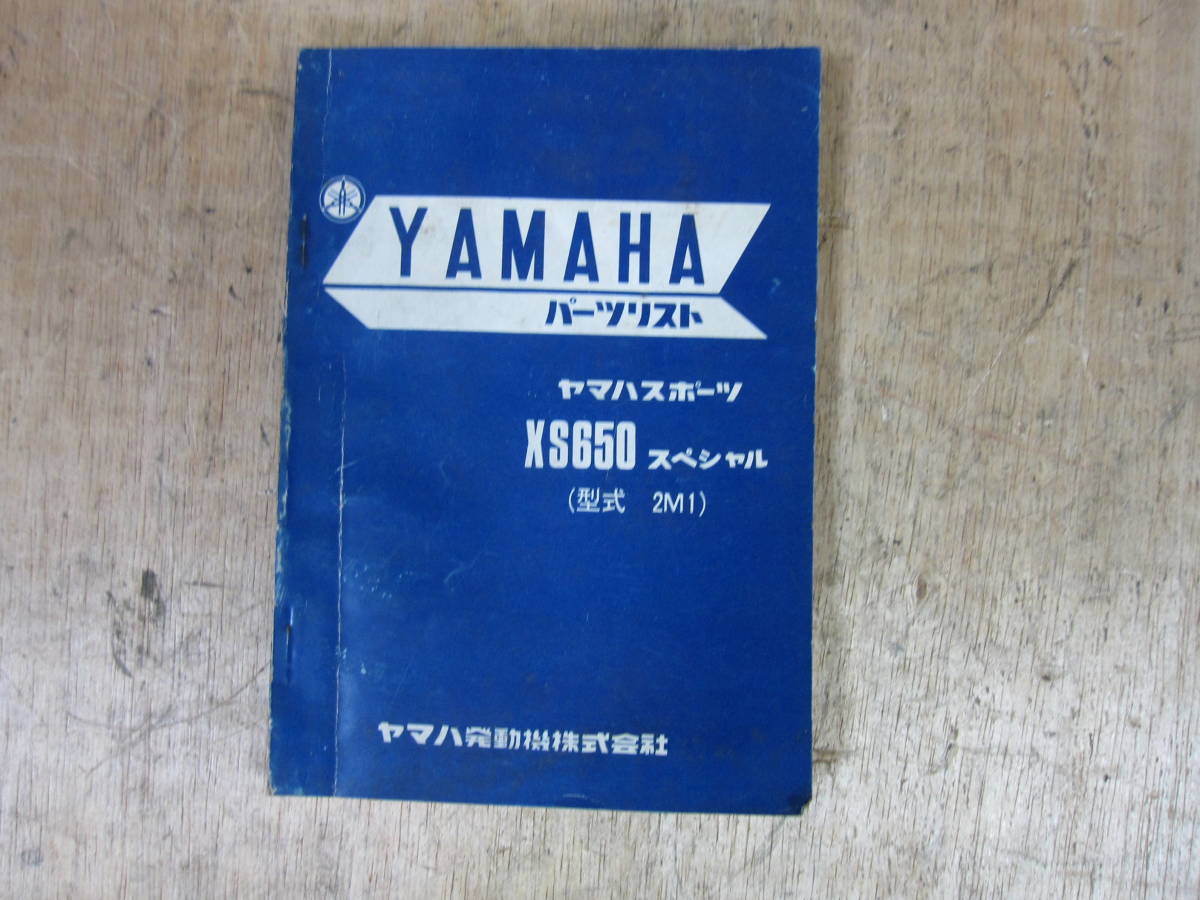 YAMAHA
パーツリスト
ヤマハスポーツ
XS650 スペシャル
(型式 2M1)
ヤマハ発動機株式会社